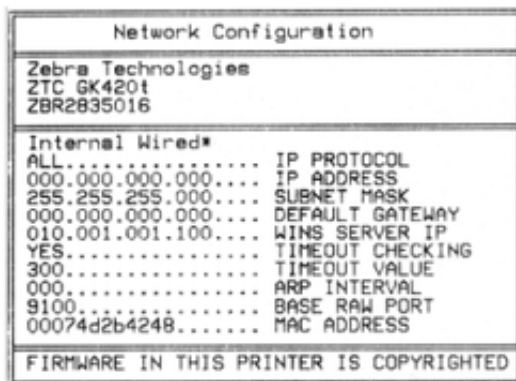 Network Configuration
Zebra Technologies
ZTC GK420t
ZBR2835016
Internal Wired*
ALL................ IP PROTOCOL
000.000.000.000.... IP ADDRESS
255.255.255.000.... SUBNET MASK
000.000.000.000.... DEFAULT GATEWAY
010.001.001.100.... WINS SERVER IP
YES................ TIMEOUT CHECKING
300................ TIMEOUT VALUE
000................ ARP INTERVAL
9100............... BASE RAW PORT
00074d2b4248....... MAC ADDRESS
FIRMWARE IN THIS PRINTER IS COPYRIGHTED